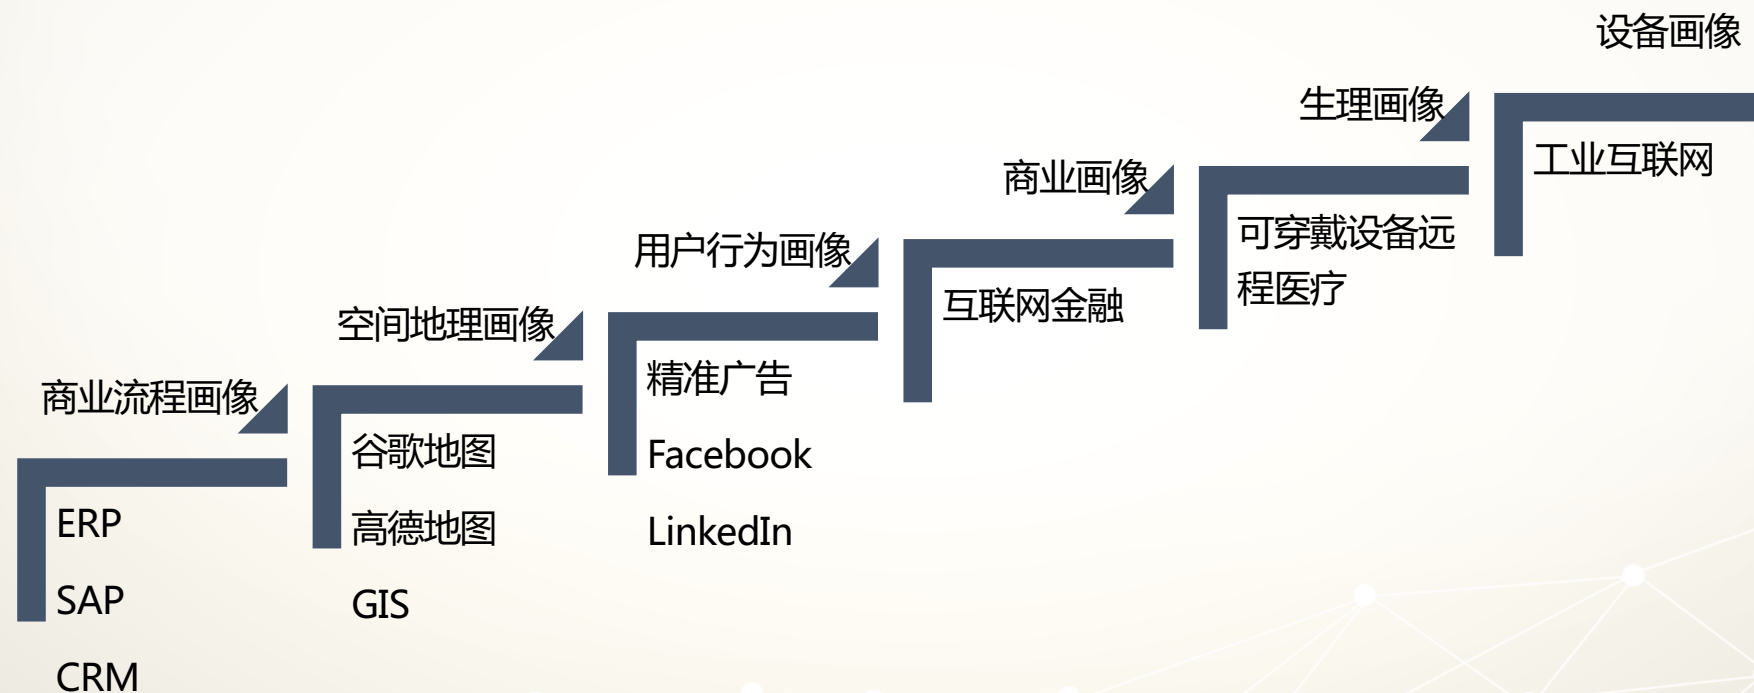 商业流程画像
ERP
SAP
CRM
空间地理画像
谷歌地图
高德地图
GIS
用户行为画像
精准广告
Facebook
LinkedIn
商业画像
互联网金融
生理画像
可穿戴设备远
程医疗
设备画像
工业互联网